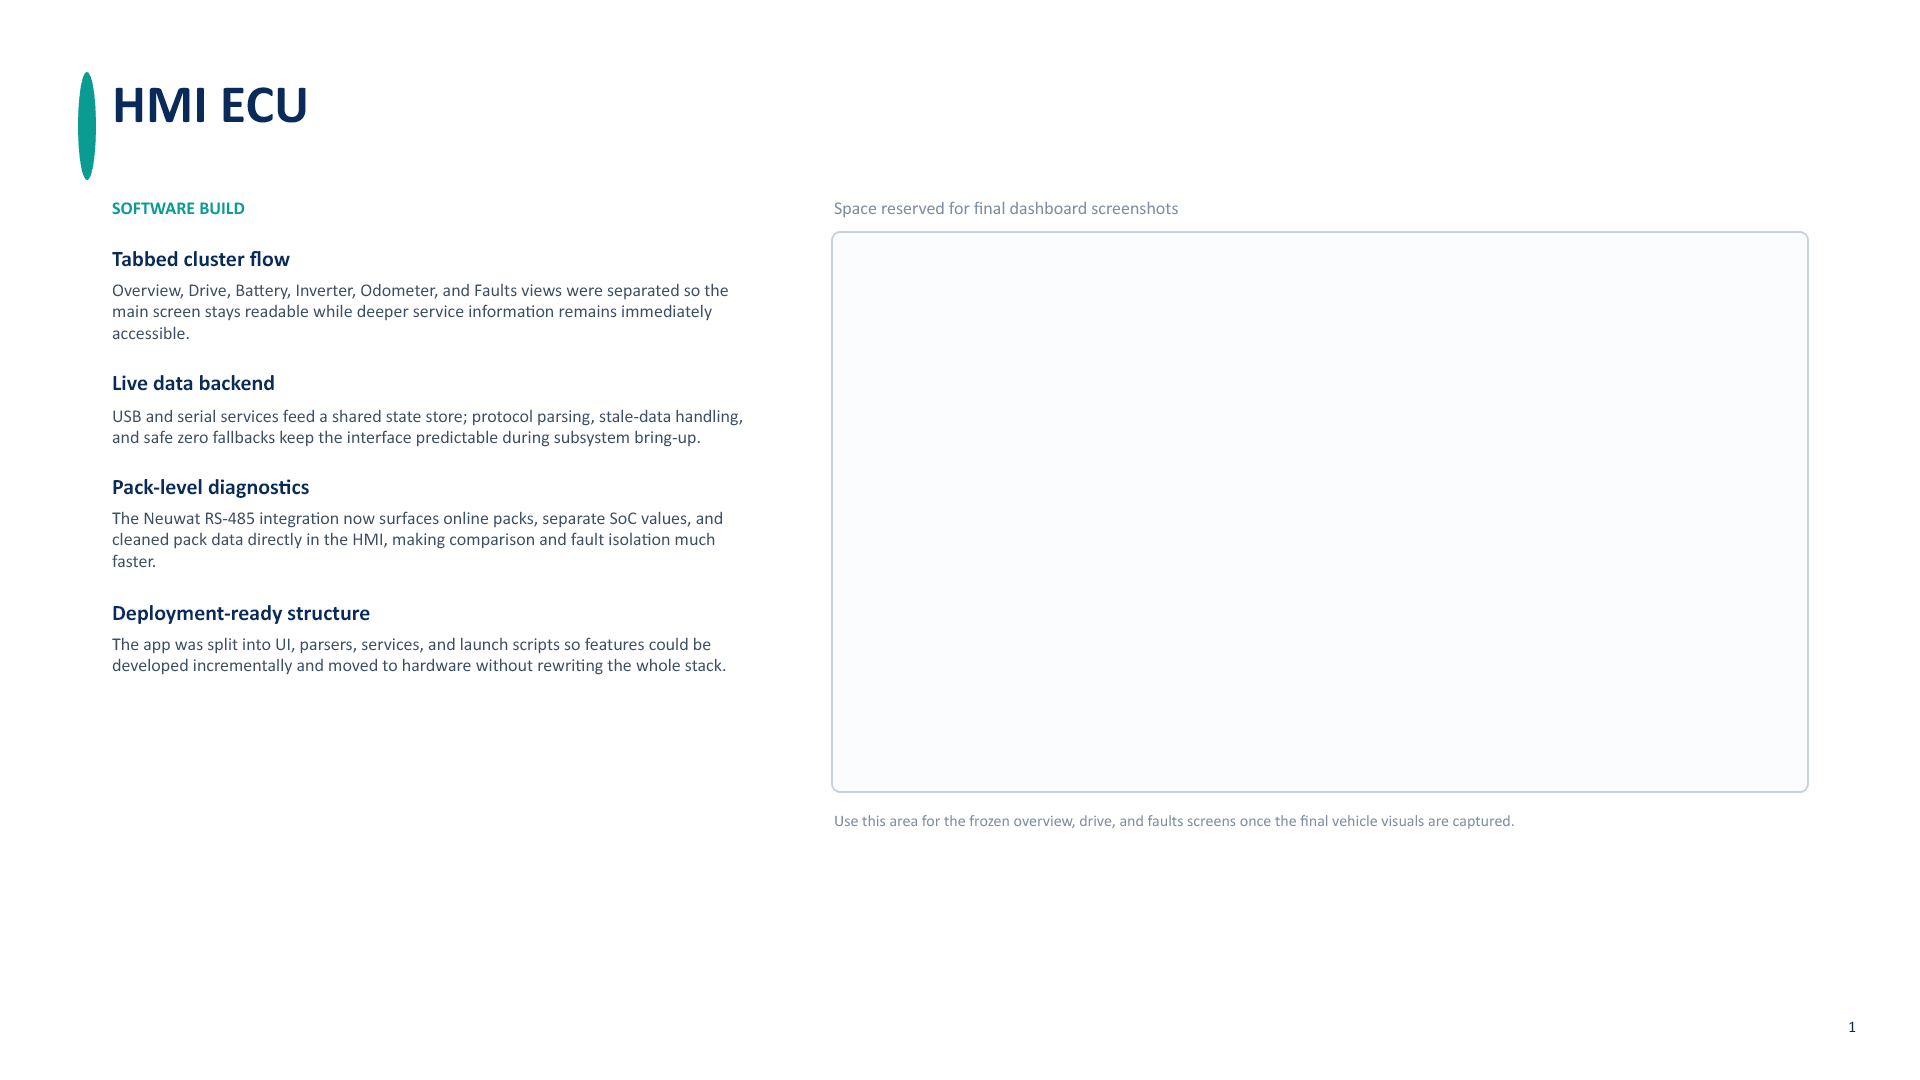 HMI ECU
SOFTWARE BUILD
Tabbed cluster flow
Overview, Drive, Battery, Inverter, Odometer, and Faults views were separated so the
main screen stays readable while deeper service information remains immediately
accessible.
Live data backend
USB and serial services feed a shared state store; protocol parsing, stale-data handling,
and safe zero fallbacks keep the interface predictable during subsystem bring-up.
Pack-level diagnostics
The Neuwat RS-485 integration now surfaces online packs, separate SoC values, and
cleaned pack data directly in the HMI, making comparison and fault isolation much
faster.
Deployment-ready structure
The app was split into UI, parsers, services, and launch scripts so features could be
developed incrementally and moved to hardware without rewriting the whole stack.
Space reserved for final dashboard screenshots
Use this area for the frozen overview, drive, and faults screens once the final vehicle visuals are captured.
1